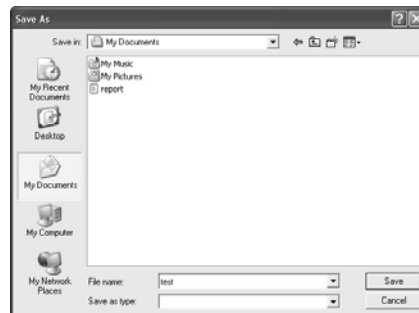 Save As
Save in:
My Documents
My Recent
Documents
Desktop
My Documents
My Computer
My Network
Places
My Music
My Pictures
report
File name:
test
Save
Save as type:
Cancel